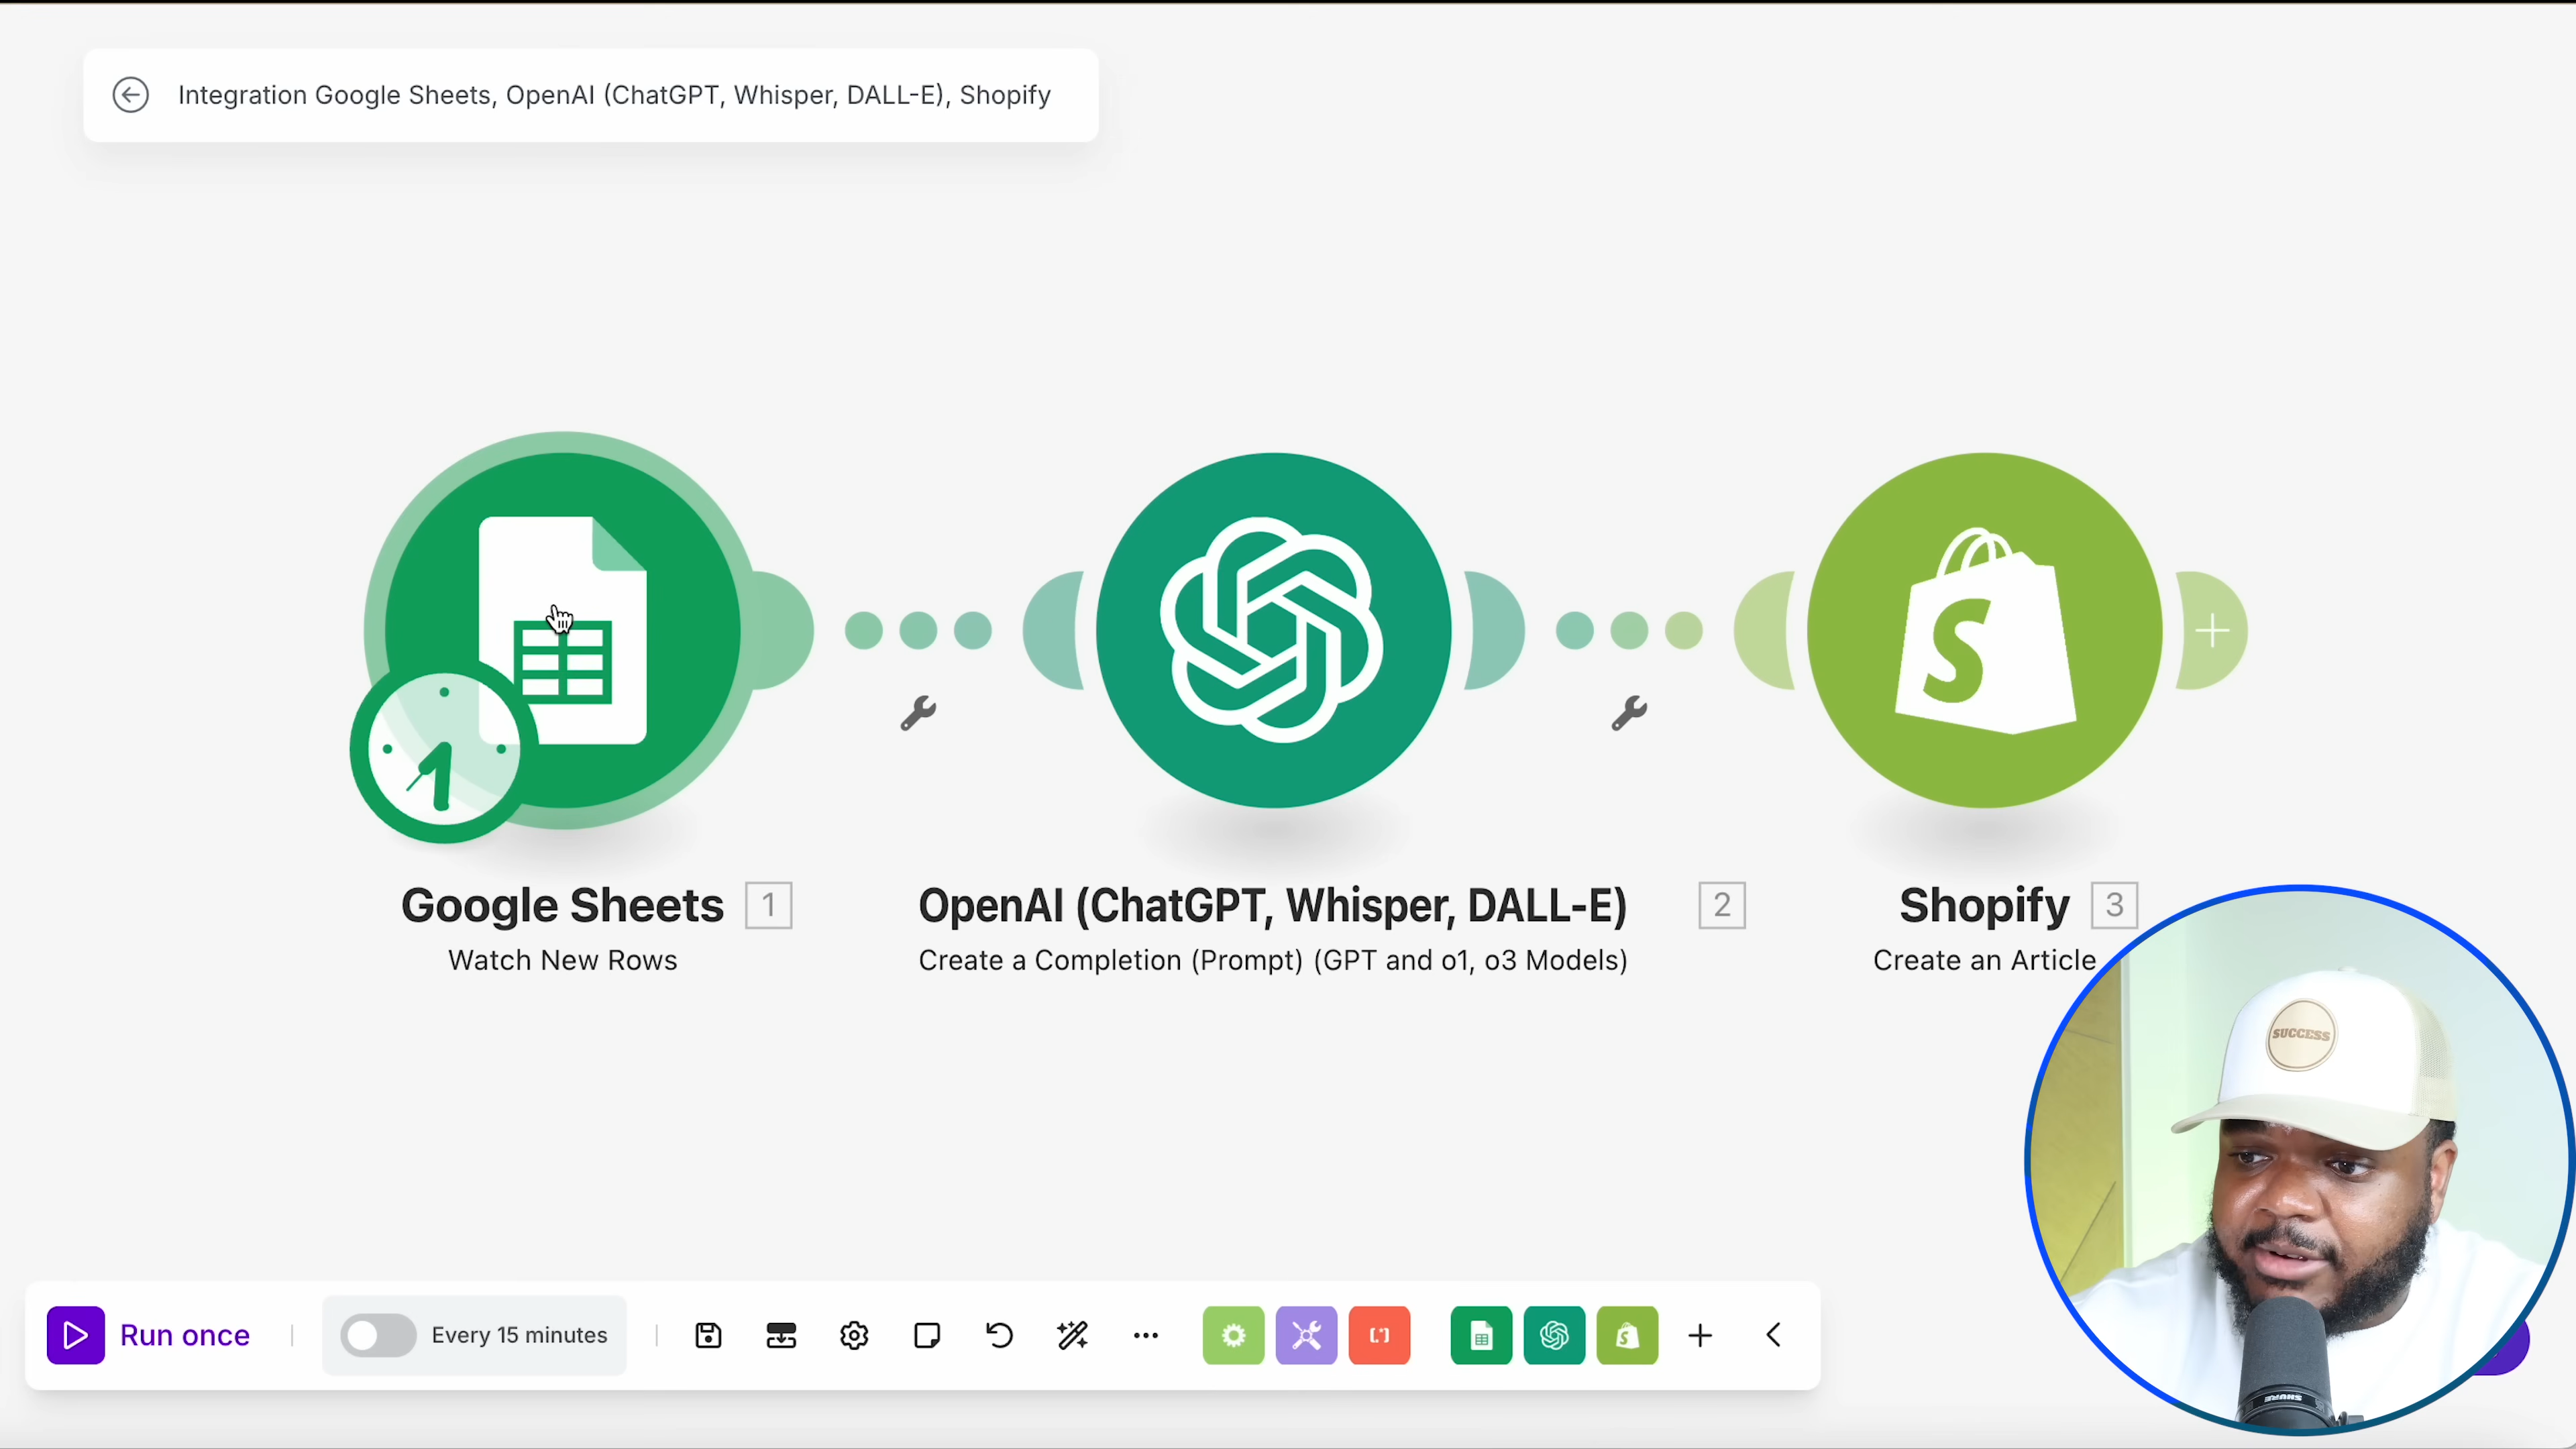 Integration Google Sheets, OpenAI (ChatGPT, Whisper, DALL-E), Shopify
Google Sheets 1
Watch New Rows
OpenAI (ChatGPT, Whisper, DALL-E) 2
Create a Completion (Prompt) (GPT and o1, o3 Models)
Shopify 3
Create an Article
SUCCESS
Run once
Every 15 minutes
SHURE